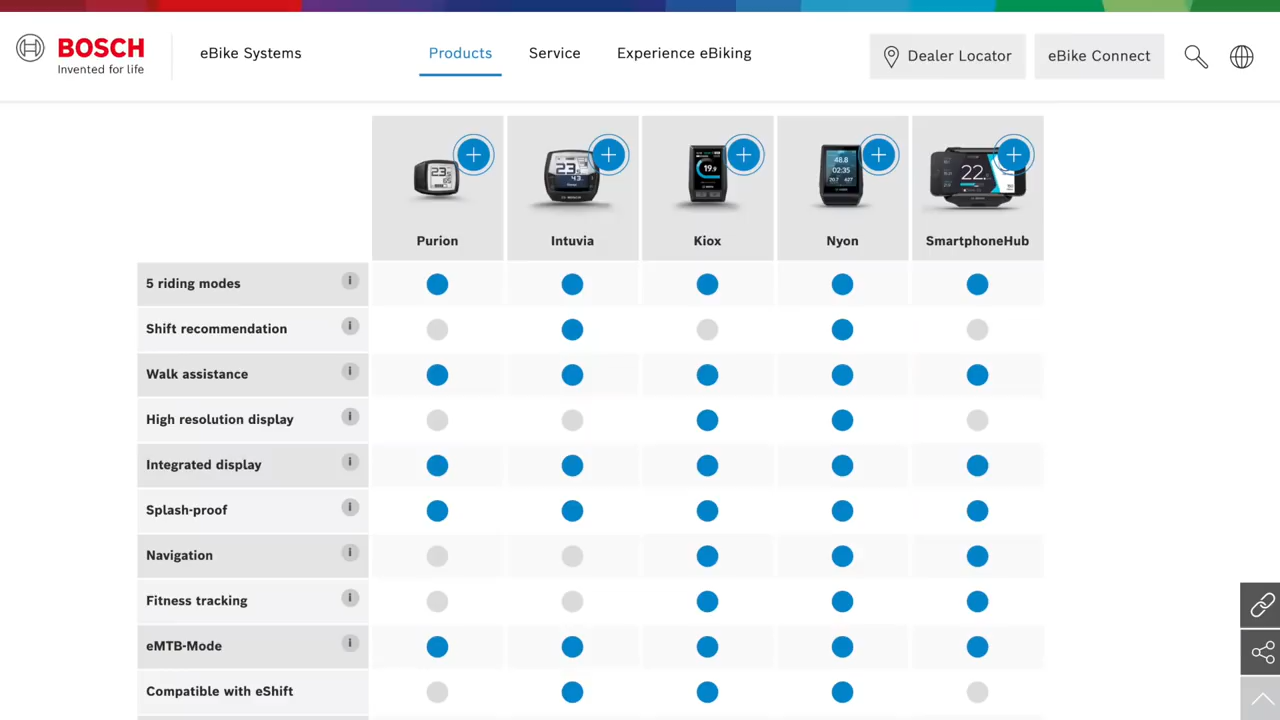 BOSCH
Invented for life
eBike Systems
Products
Service
Experience eBiking
Dealer Locator
eBike Connect
Purion
Intuvia
Kiox
Nyon
SmartphoneHub
5 riding modes
Shift recommendation
Walk assistance
High resolution display
Integrated display
Splash-proof
Navigation
Fitness tracking
eMTB-Mode
Compatible with eShift